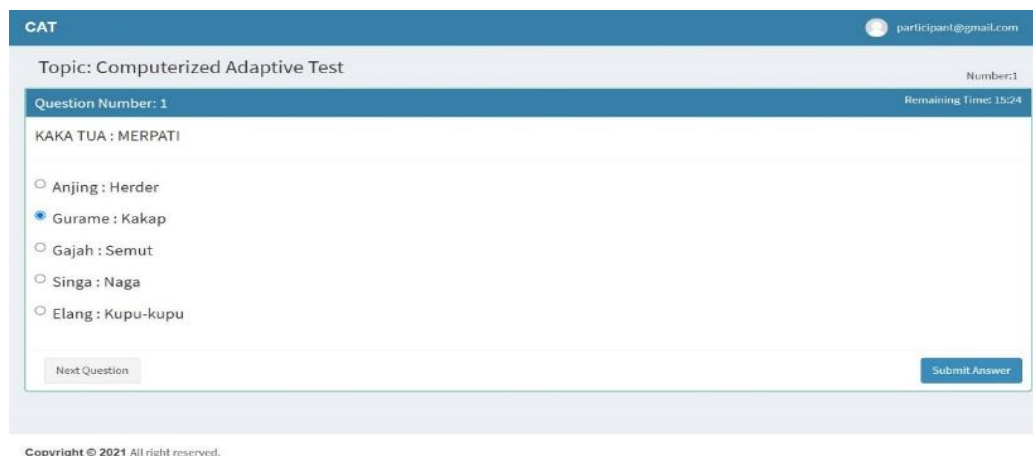 CAT
participant@gmail.com
Topic: Computerized Adaptive Test
Number:1
Question Number: 1
Remaining Time: 15:24
KAKA TUA : MERPATI
Anjing : Herder
Gurame : Kakap
Gajah : Semut
Singa : Naga
Elang : Kupu-kupu
Next Question
Submit Answer
Copyright © 2021 All right reserved.